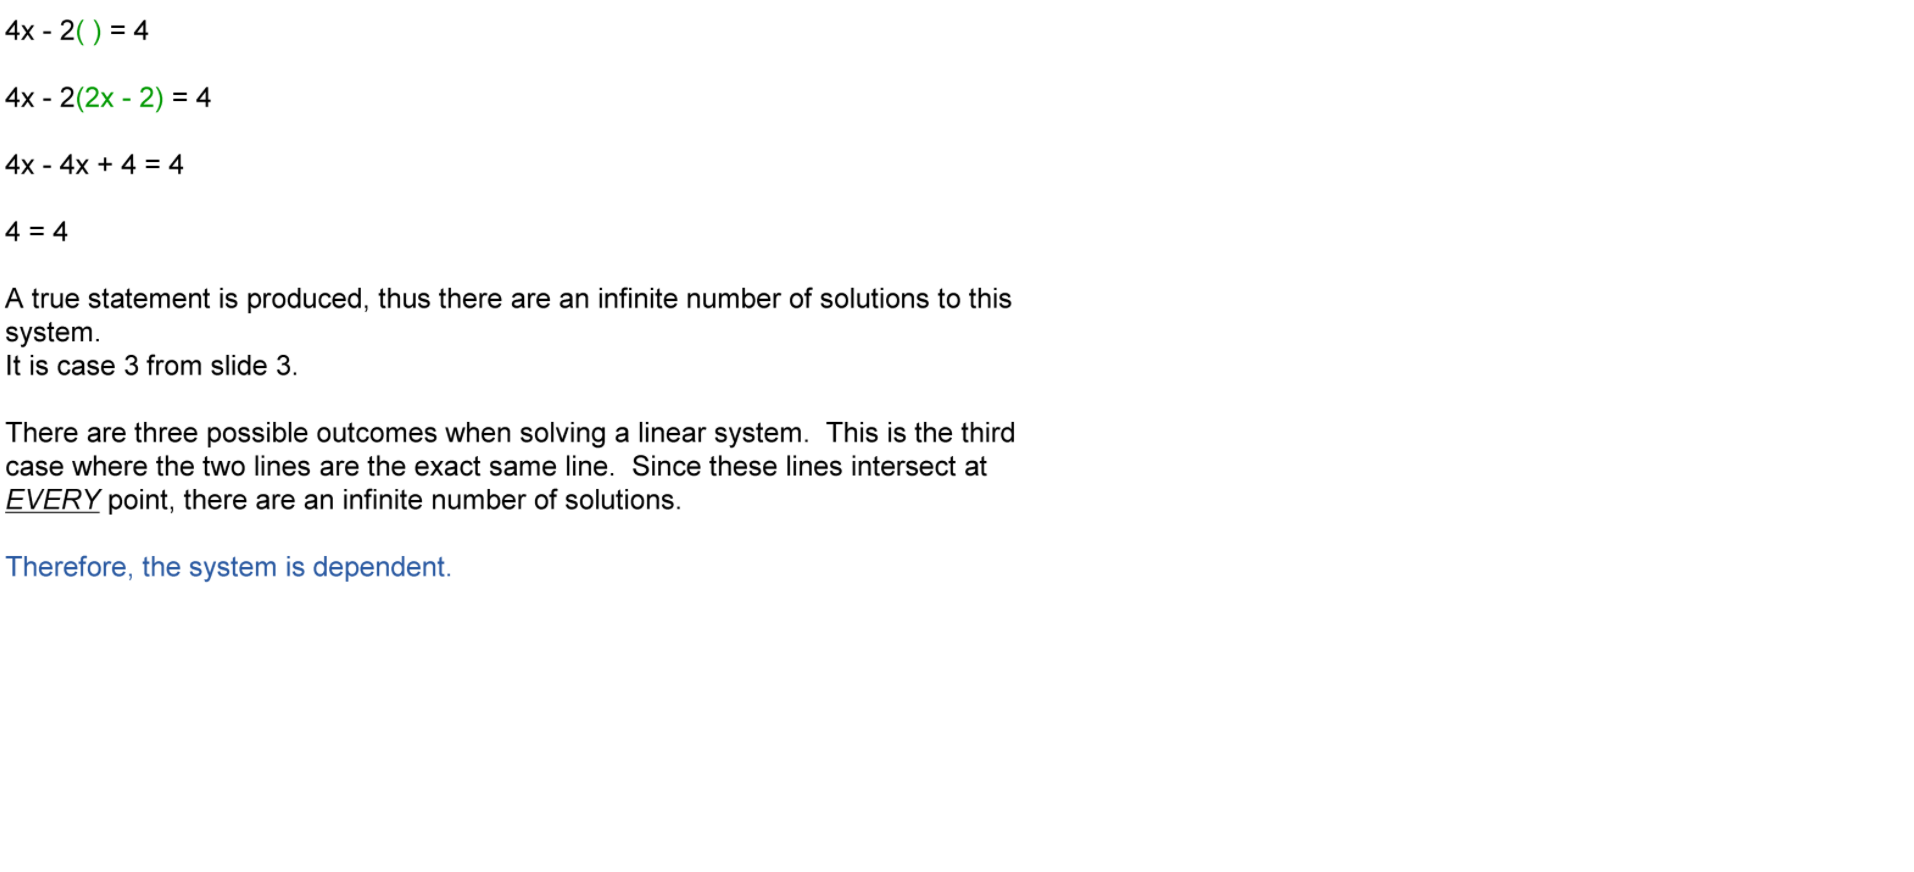 4x - 2( ) = 4
4x - 2(2x - 2) = 4
4x - 4x + 4 = 4
4 = 4
A true statement is produced, thus there are an infinite number of solutions to this
system.
It is case 3 from slide 3.
There are three possible outcomes when solving a linear system.  This is the third
case where the two lines are the exact same line.  Since these lines intersect at
EVERY point, there are an infinite number of solutions.
Therefore, the system is dependent.